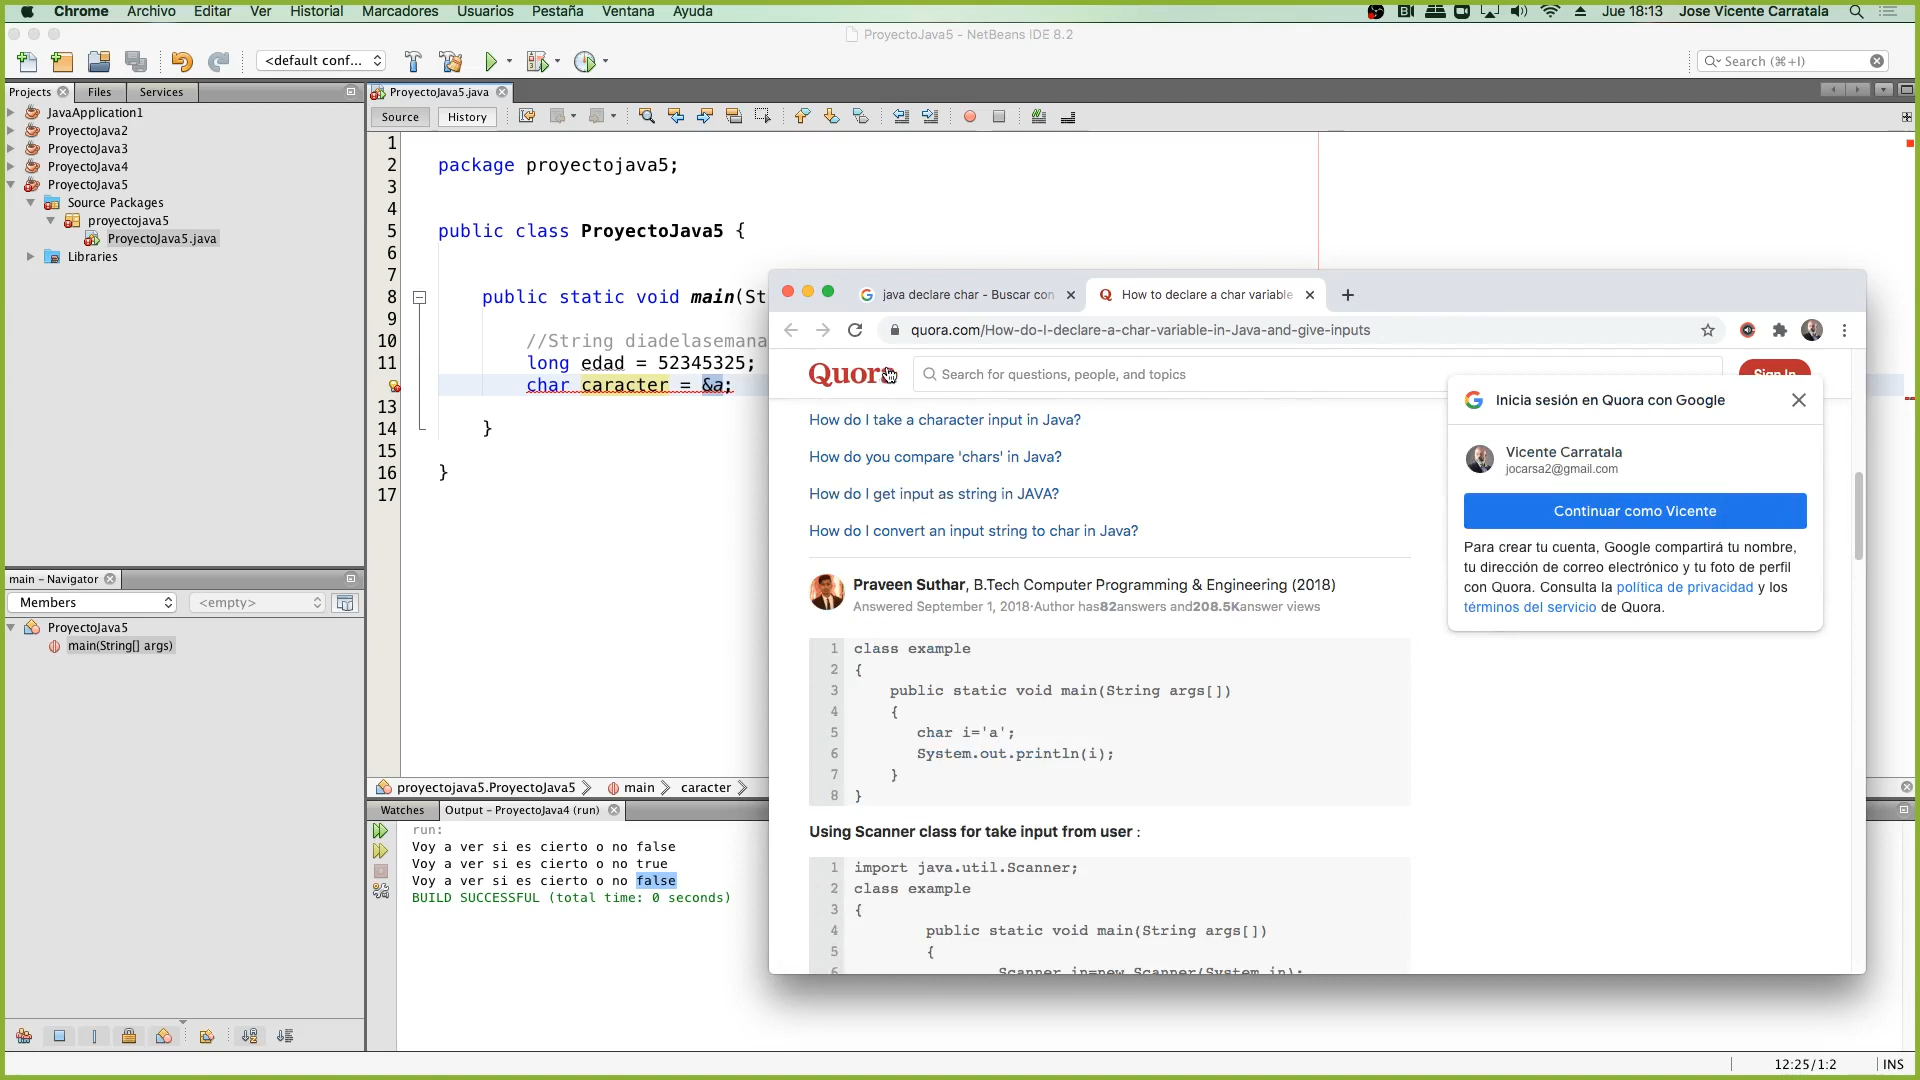 Chrome Archivo Editar Ver Historial Marcadores Usuarios Pestaña Ventana Ayuda
Jue 18:13 Jose Vicente Carratala
ProyectoJava5 - NetBeans IDE 8.2
<default conf...
Search (⌘+I)
Projects Files Services
ProyectoJava5.java
Source History
JavaApplication1
ProyectoJava2
ProyectoJava3
ProyectoJava4
ProyectoJava5
Source Packages
proyectojava5
ProyectoJava5.java
Libraries
1
2 package proyectojava5;
3
4
5 public class ProyectoJava5 {
6
7
8 public static void main(St
9
10 //String diadelasemana
11 long edad = 52345325;
char caracter = &a;
13
14 }
15
16 }
17
main - Navigator
Members <empty>
ProyectoJava5
main(String[] args)
proyectojava5.ProyectoJava5 main caracter
Watches Output - ProyectoJava4 (run)
run:
Voy a ver si es cierto o no false
Voy a ver si es cierto o no true
Voy a ver si es cierto o no false
BUILD SUCCESSFUL (total time: 0 seconds)
12:25/1:2 INS
java declare char - Buscar con
How to declare a char variable
quora.com/How-do-I-declare-a-char-variable-in-Java-and-give-inputs
Quora
Search for questions, people, and topics
Sign In
How do I take a character input in Java?
How do you compare 'chars' in Java?
How do I get input as string in JAVA?
How do I convert an input string to char in Java?
Praveen Suthar, B.Tech Computer Programming & Engineering (2018)
Answered September 1, 2018·Author has82answers and208.5Kanswer views
1 class example
2 {
3 public static void main(String args[])
4 {
5 char i='a';
6 System.out.println(i);
7 }
8 }
Using Scanner class for take input from user :
1 import java.util.Scanner;
2 class example
3 {
4 public static void main(String args[])
5 {
6 Scanner in=new Scanner(System.in);
Inicia sesión en Quora con Google
Vicente Carratala
jocarsa2@gmail.com
Continuar como Vicente
Para crear tu cuenta, Google compartirá tu nombre,
tu dirección de correo electrónico y tu foto de perfil
con Quora. Consulta la política de privacidad y los
términos del servicio de Quora.